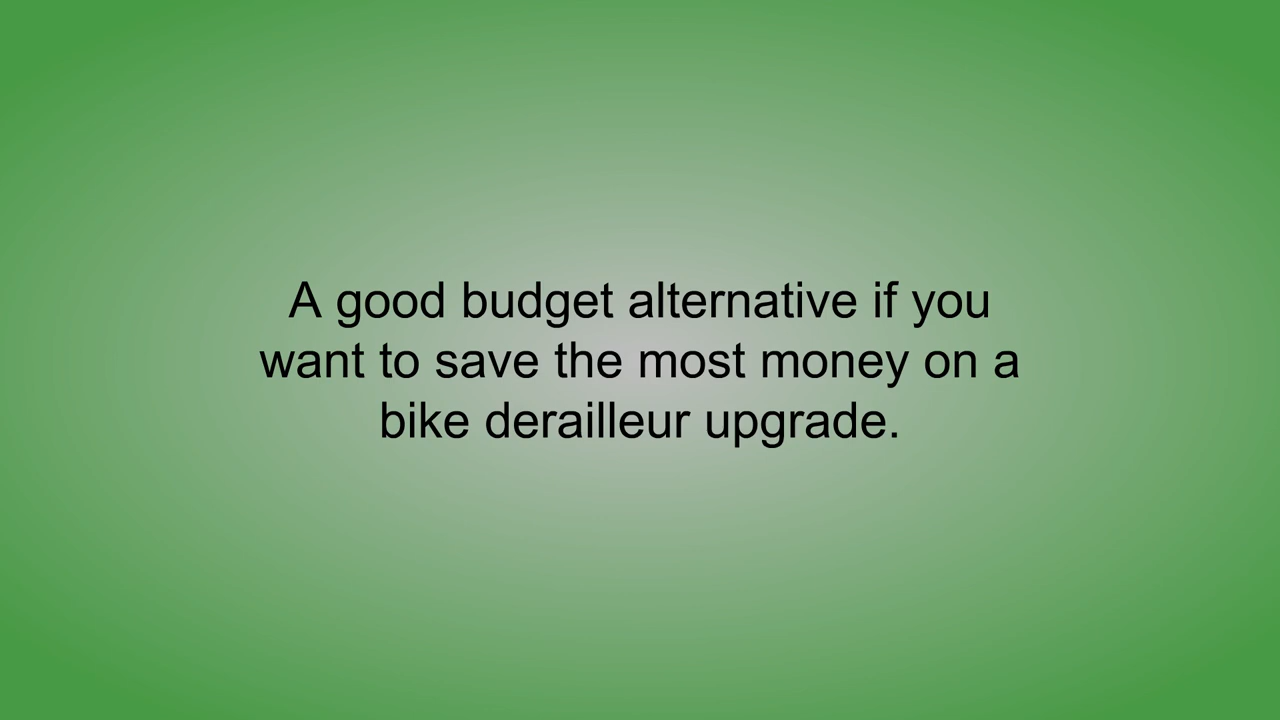 A good budget alternative if you
want to save the most money on a
bike derailleur upgrade.